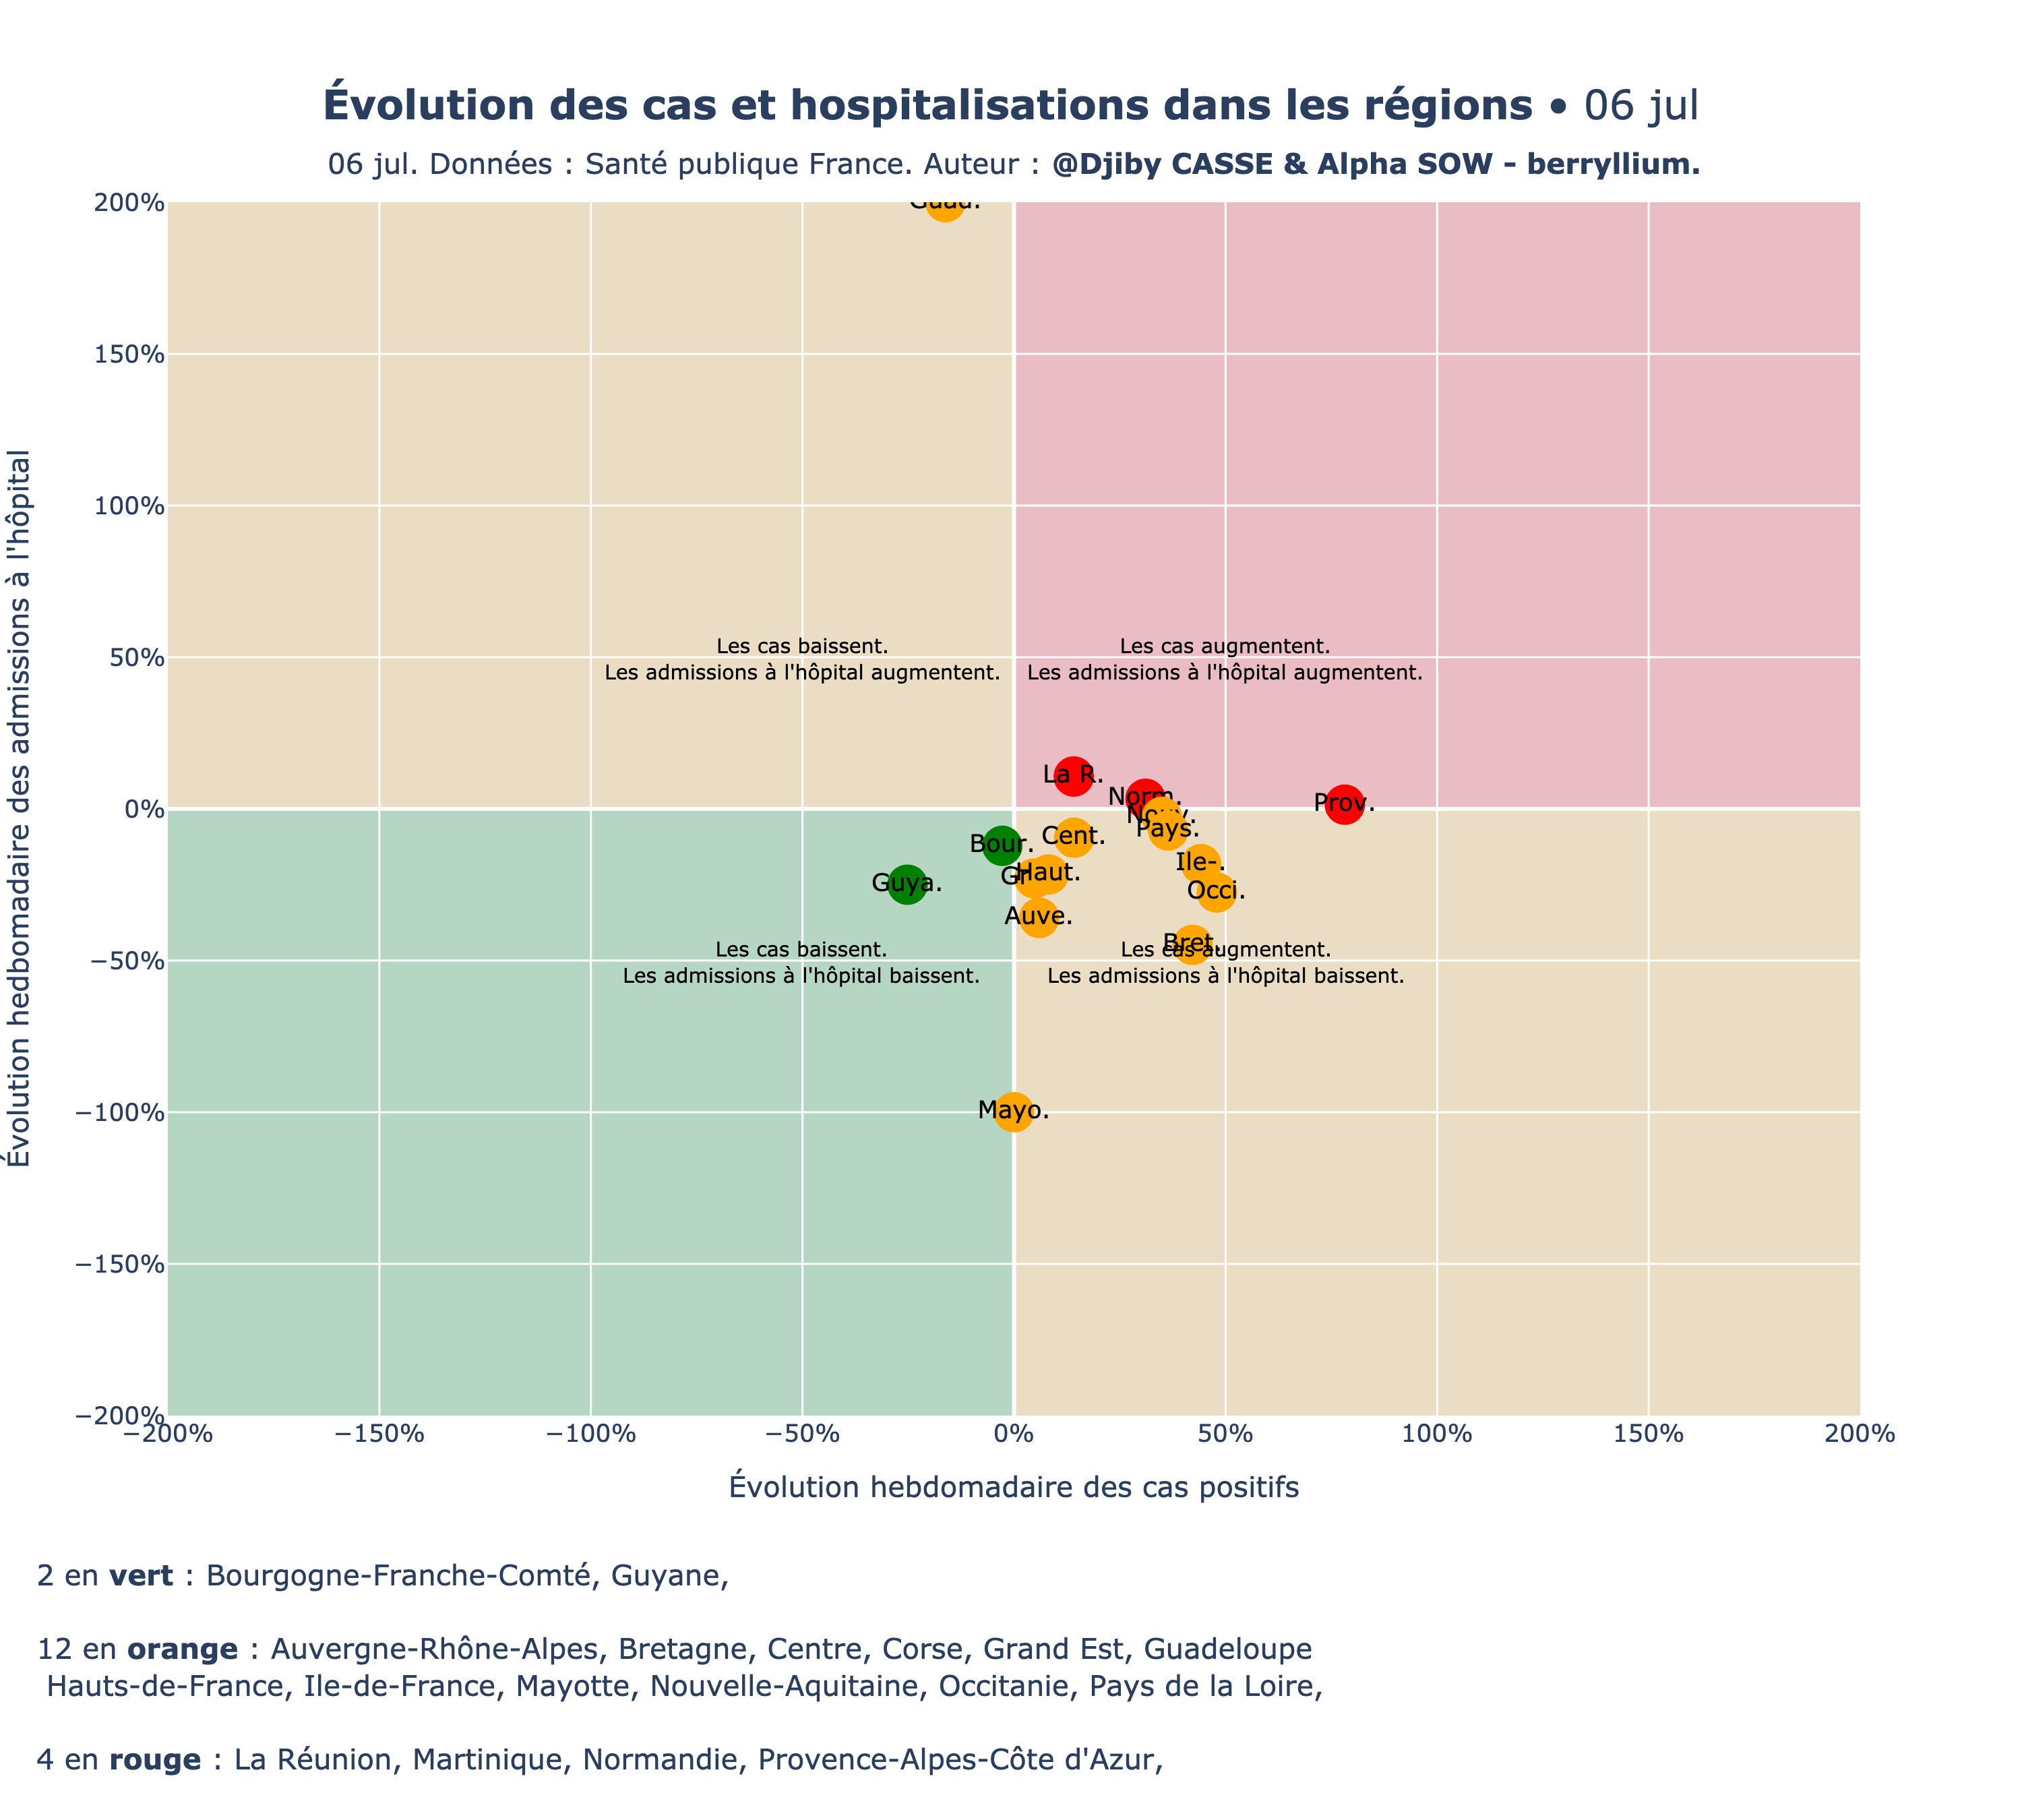 Évolution des cas et hospitalisations dans les régions • 06 jul
06 jul. Données : Santé publique France. Auteur : @Djiby CASSE & Alpha SOW - berryllium.
Évolution hedbomadaire des admissions à l'hôpital
200%
150%
100%
50%
0%
−50%
−100%
−150%
−200%
Guad.
Les cas baissent.
Les admissions à l'hôpital augmentent.
Les cas augmentent.
Les admissions à l'hôpital augmentent.
La R.
Norm.
Prov.
Nouv.
Pays.
Cent.
Bour.
Ile-.
Haut.
Guya.
Occi.
Auve.
Bret.
Les cas baissent.
Les admissions à l'hôpital baissent.
Les cas augmentent.
Les admissions à l'hôpital baissent.
Mayo.
−200%
−150%
−100%
−50%
0%
50%
100%
150%
200%
Évolution hebdomadaire des cas positifs
2 en vert : Bourgogne-Franche-Comté, Guyane,
12 en orange : Auvergne-Rhône-Alpes, Bretagne, Centre, Corse, Grand Est, Guadeloupe
Hauts-de-France, Ile-de-France, Mayotte, Nouvelle-Aquitaine, Occitanie, Pays de la Loire,
4 en rouge : La Réunion, Martinique, Normandie, Provence-Alpes-Côte d'Azur,